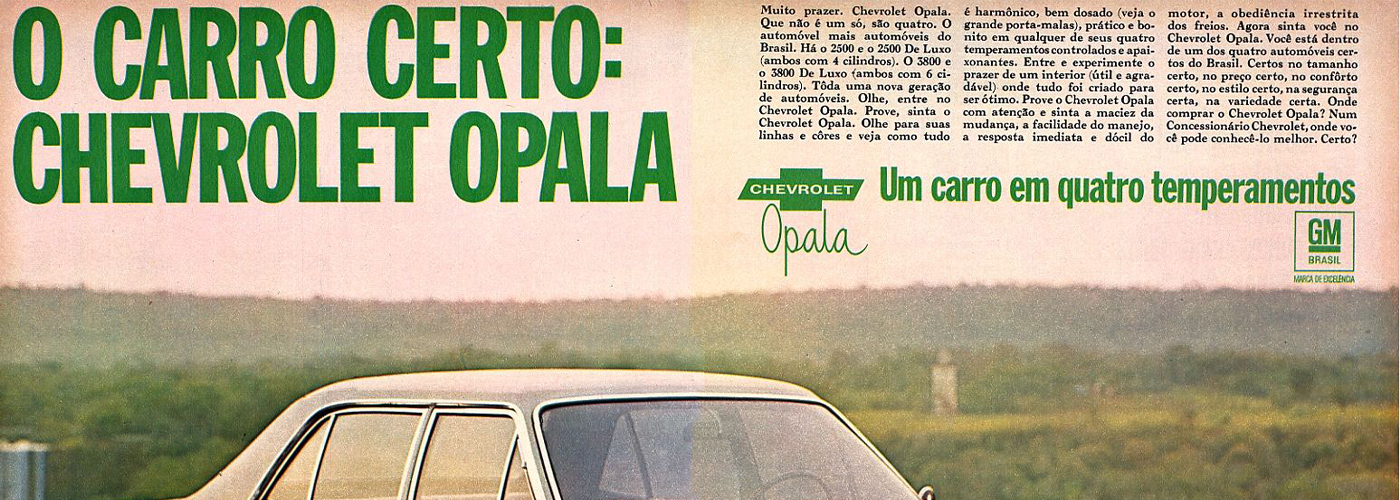 O CARRO CERTO:
CHEVROLET OPALA
Muito prazer. Chevrolet Opala.
Que não é um só, são quatro. O
automóvel mais automóveis do
Brasil. Há o 2500 e o 2500 De Luxo
(ambos com 4 cilindros). O 3800 e
o 3800 De Luxo (ambos com 6 ci-
lindros). Tôda uma nova geração
de automóveis. Olhe, entre no
Chevrolet Opala. Prove, sinta o
Chevrolet Opala. Olhe para suas
linhas e côres e veja como tudo
é harmônico, bem dosado (veja o
grande porta-malas), prático e bo-
nito em qualquer de seus quatro
temperamentos controlados e apai-
xonantes. Entre e experimente o
prazer de um interior (útil e agra-
dável) onde tudo foi criado para
ser ótimo. Prove o Chevrolet Opala
com atenção e sinta a maciez da
mudança, a facilidade do manejo,
a resposta imediata e dócil do
motor, a obediência irrestrita
dos freios. Agora sinta você no
Chevrolet Opala. Você está dentro
de um dos quatro automóveis cer-
tos do Brasil. Certos no tamanho
certo, no preço certo, no confôrto
certo, no estilo certo, na segurança
certa, na variedade certa. Onde
comprar o Chevrolet Opala? Num
Concessionário Chevrolet, onde vo-
cê pode conhecê-lo melhor. Certo?
CHEVROLET
Opala
Um carro em quatro temperamentos
GM
BRASIL
MARCA DE EXCELÊNCIA